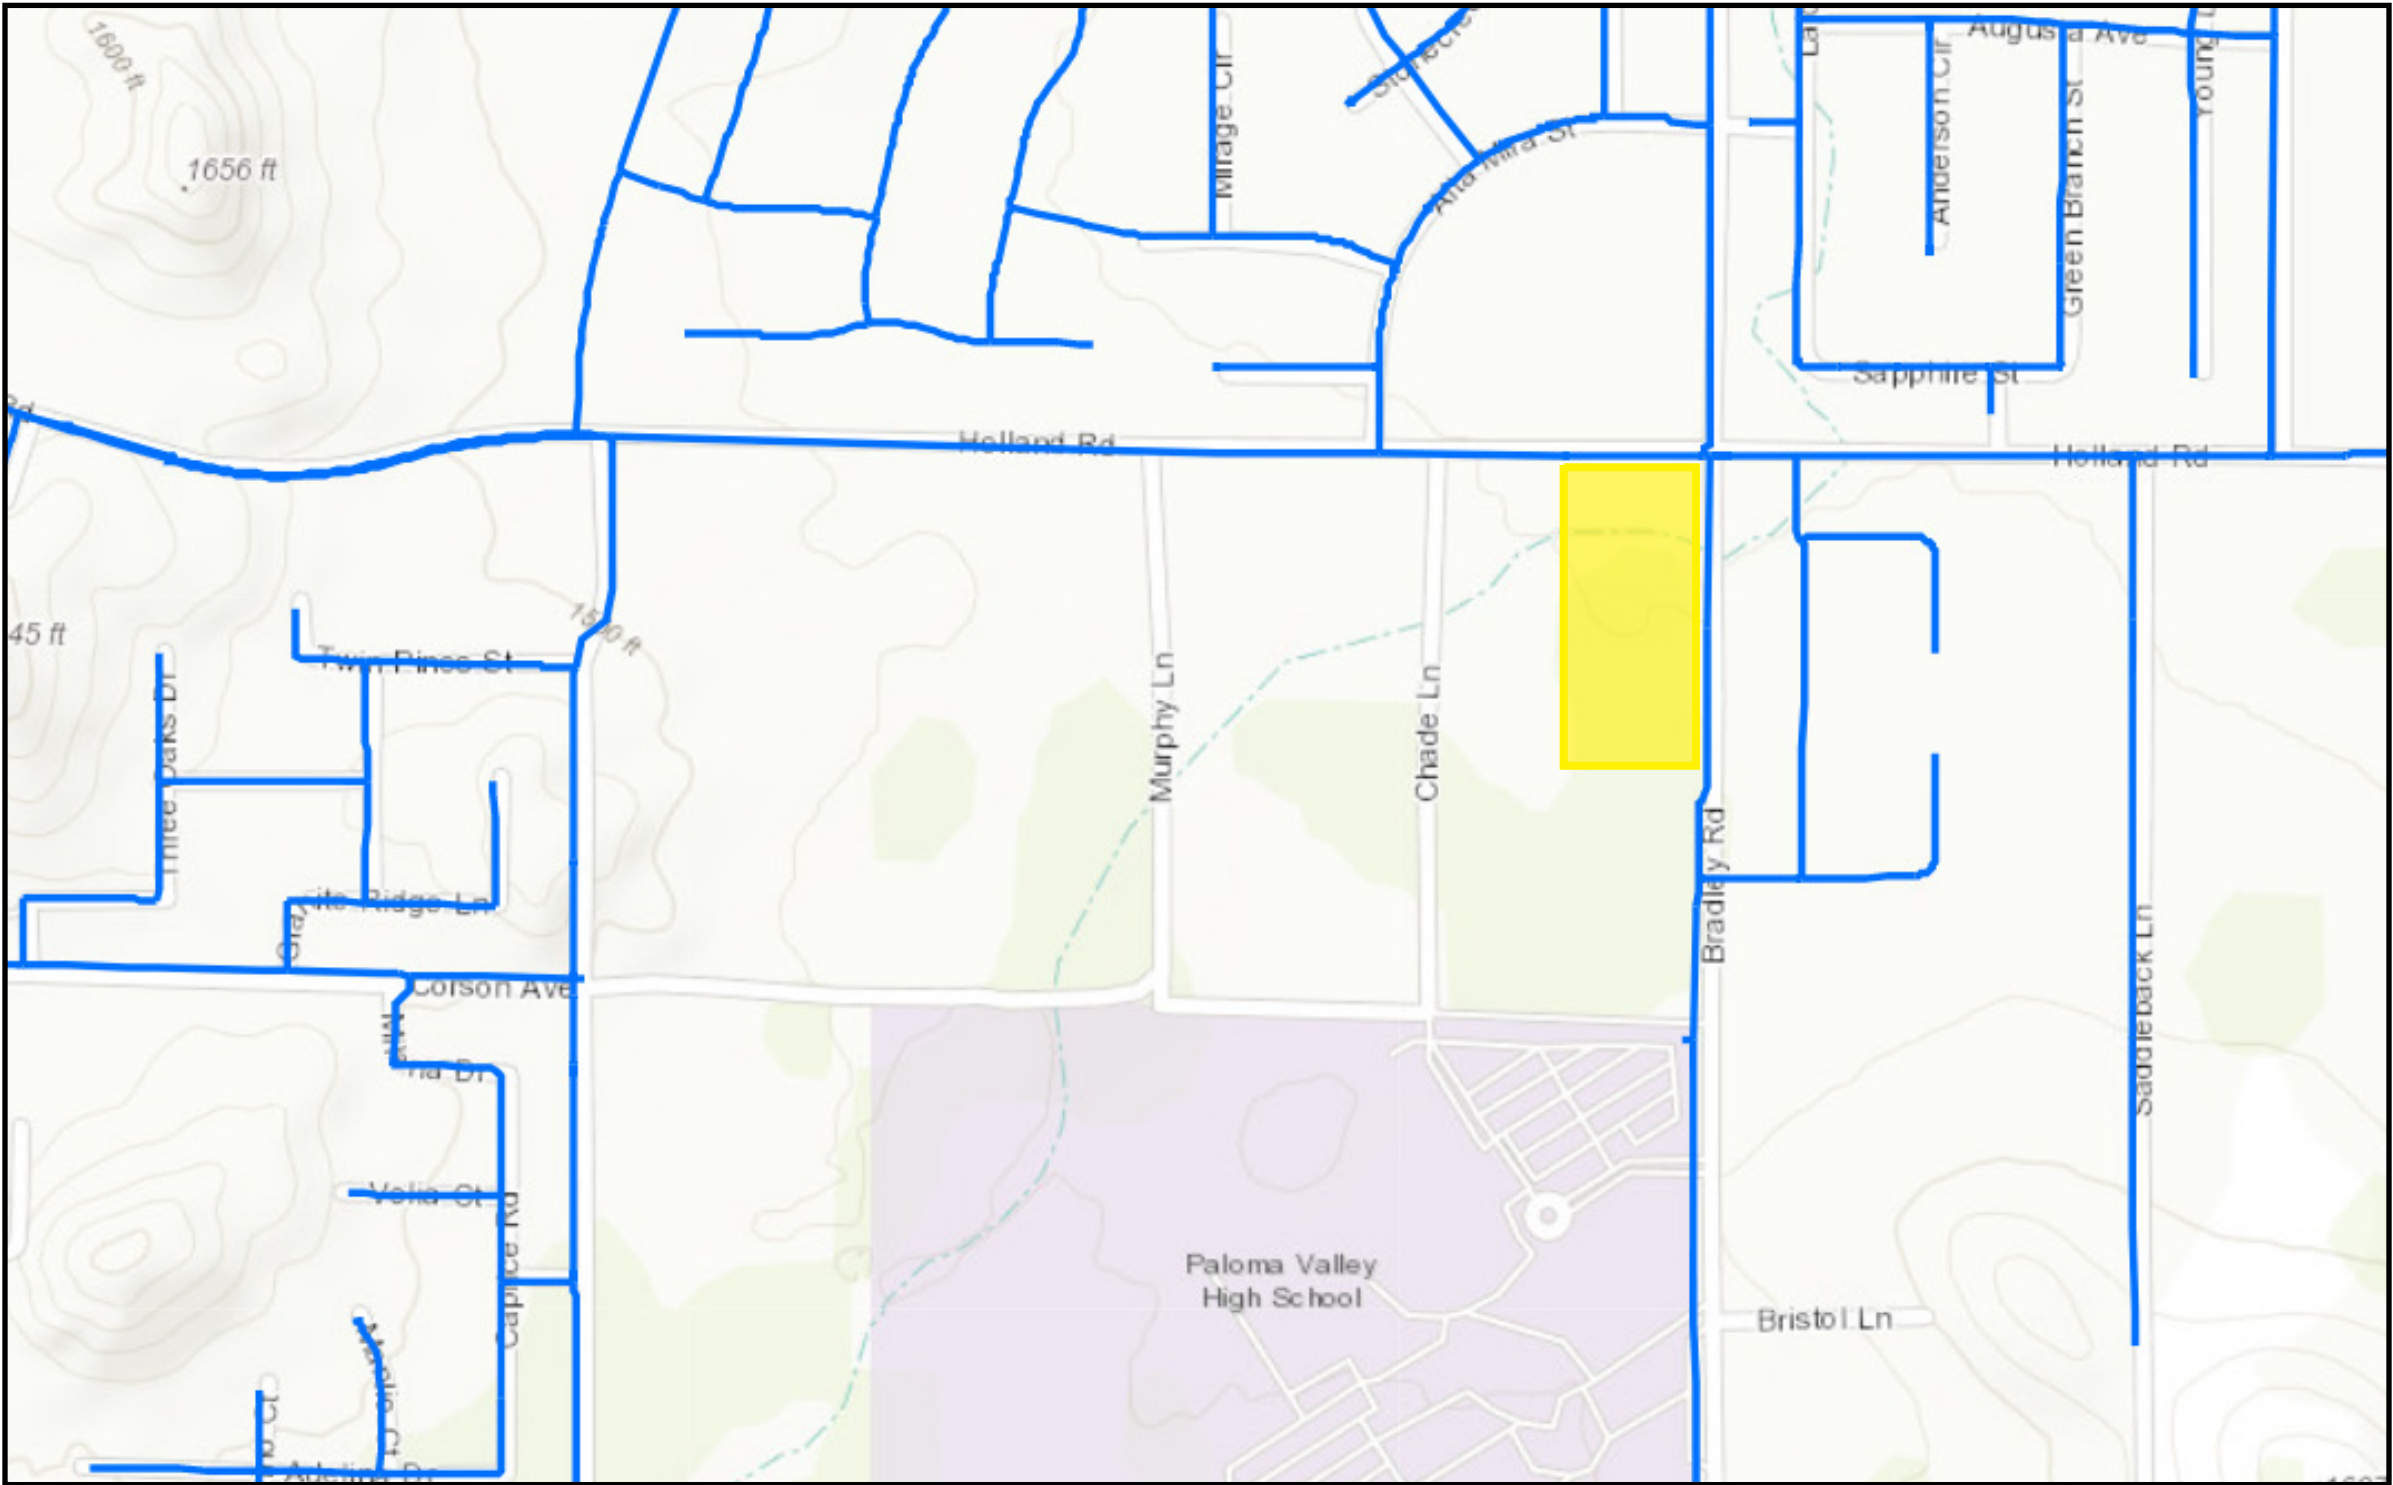 1600 ft
1656 ft
Mirage Cir
Alta Mira St
Augusta Ave
Anderson Cir
Green Branch St
Sapphire St
Rd
Holland Rd
Holland Rd
45 ft
Twin Pines St
Three Oaks Dr
Murphy Ln
Chade Ln
Bradley Rd
Saddleback Ln
Corson Ave
Velia Ct
Paloma Valley
High School
Bristol Ln
Adelina Dr